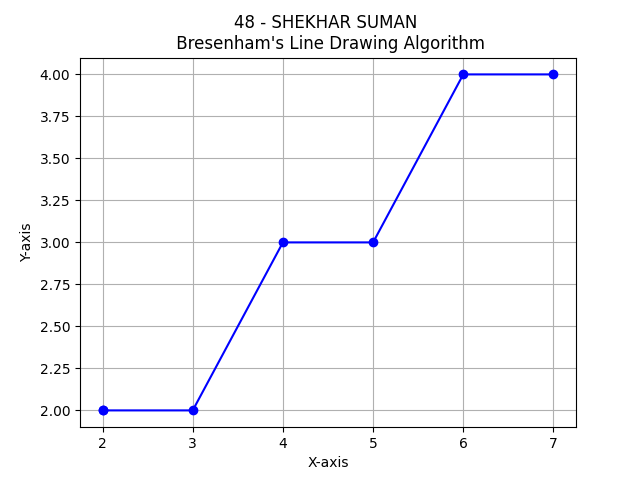 48 - SHEKHAR SUMAN
Bresenham's Line Drawing Algorithm
4.00
3.75
3.50
3.25
3.00
2.75
2.50
2.25
2.00
Y-axis
2 3 4 5 6 7
X-axis